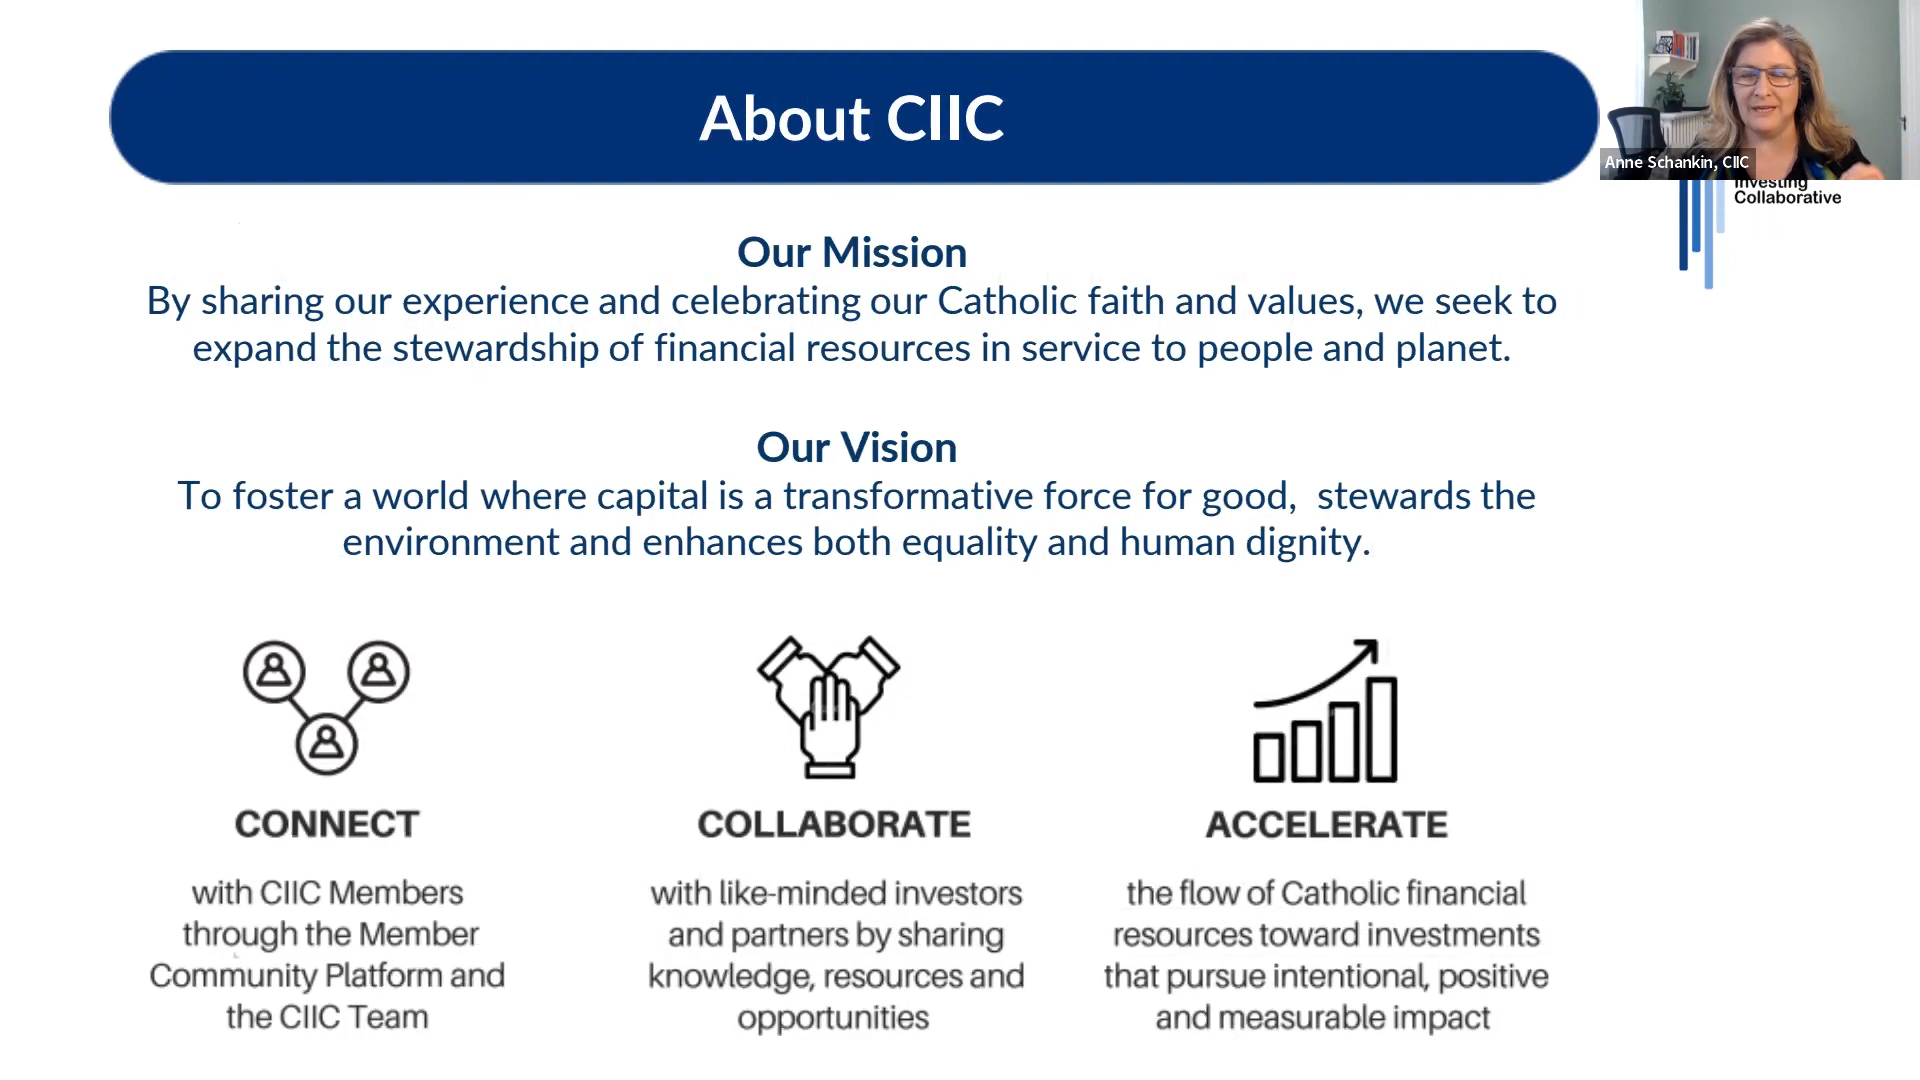 About CIIC
Anne Schankin, CIIC
Investing
Collaborative
Our Mission
By sharing our experience and celebrating our Catholic faith and values, we seek to
expand the stewardship of financial resources in service to people and planet.
Our Vision
To foster a world where capital is a transformative force for good,  stewards the
environment and enhances both equality and human dignity.
CONNECT
with CIIC Members
through the Member
Community Platform and
the CIIC Team
COLLABORATE
with like-minded investors
and partners by sharing
knowledge, resources and
opportunities
ACCELERATE
the flow of Catholic financial
resources toward investments
that pursue intentional, positive
and measurable impact